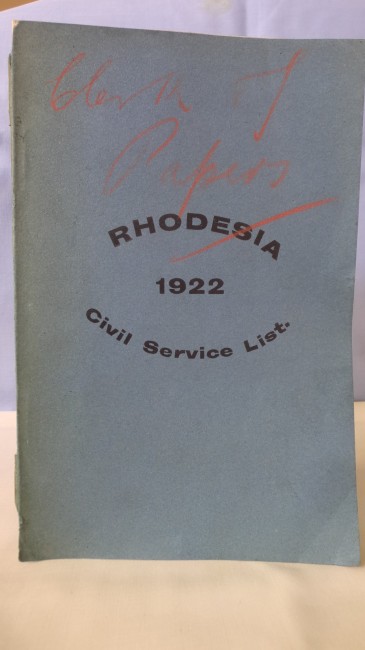 Clerk of
Papers
RHODESIA
1922
Civil Service List.